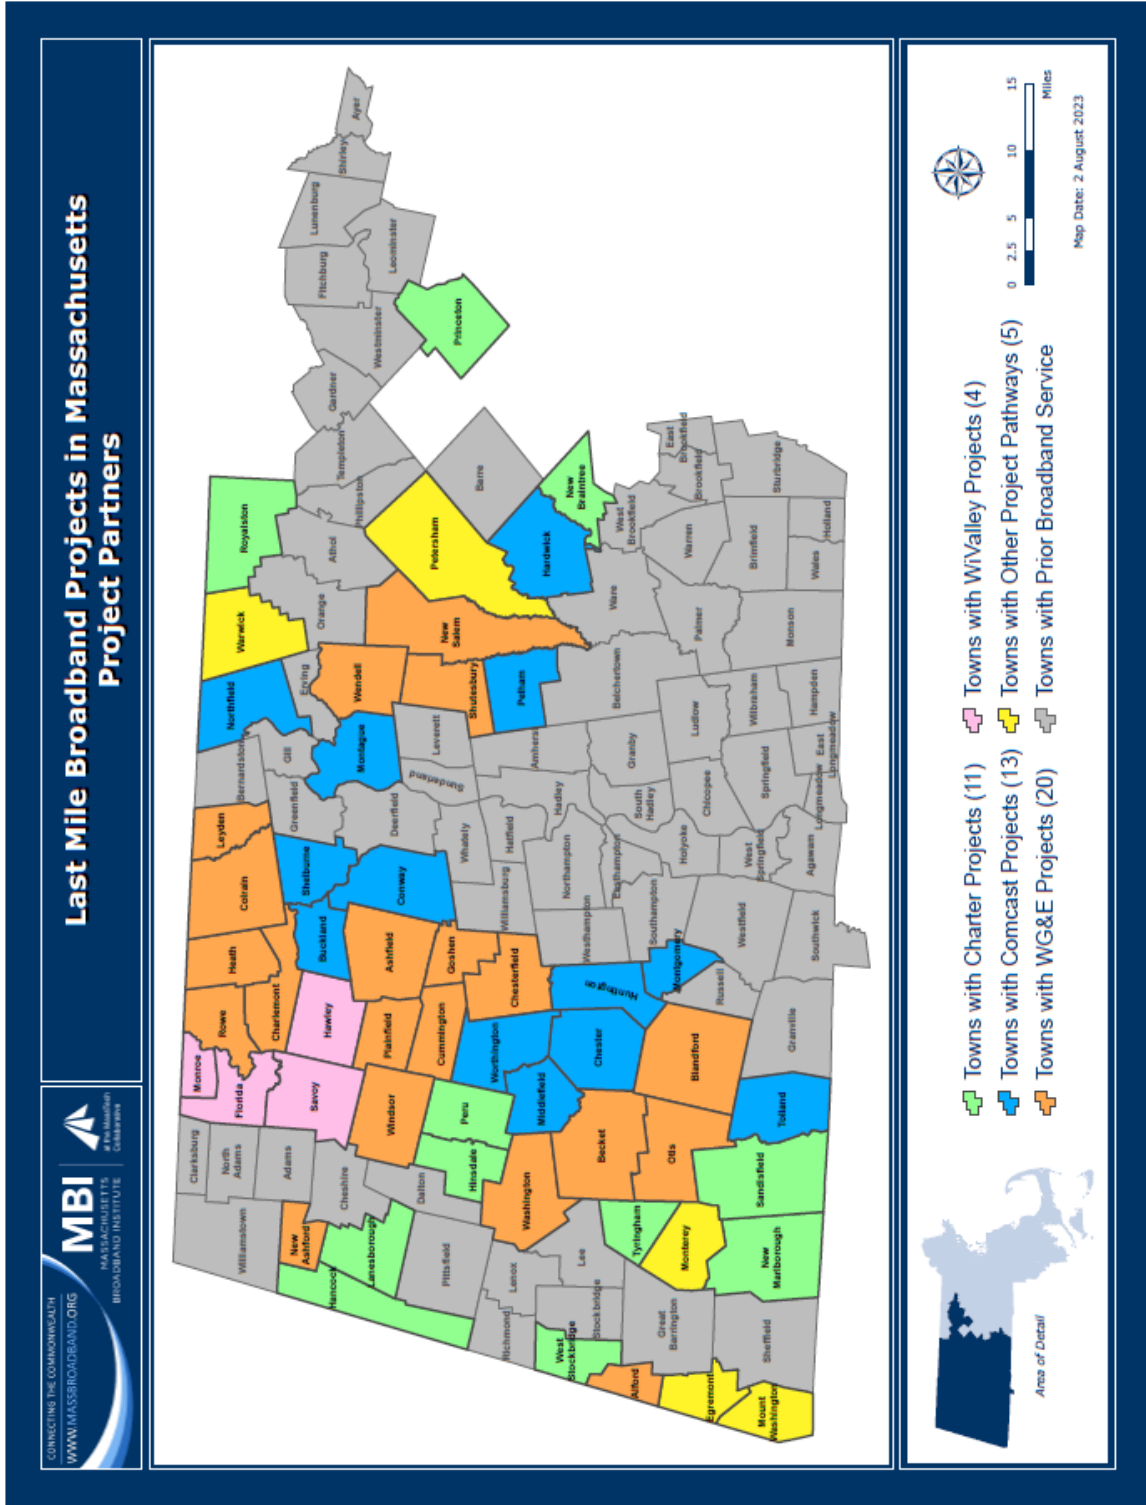 CONNECTING THE COMMONWEALTH
WWW.MASSBROADBAND.ORG
MBI
MASSACHUSETTS
BROADBAND INSTITUTE
at the MassTech
Collaborative
Last Mile Broadband Projects in Massachusetts
Project Partners
Williamstown
Clarksburg
North
Adams
Adams
Florida
Monroe
Rowe
Heath
Colrain
Leyden
Bernardston
Northfield
Warwick
Royalston
New
Ashford
Cheshire
Savoy
Hawley
Charlemont
Buckland
Shelburne
Greenfield
Gill
Erving
Orange
Athol
Phillipston
Templeton
Gardner
Westminster
Fitchburg
Lunenburg
Shirley
Ayer
Leominster
Princeton
Hancock
Lanesborough
Dalton
Windsor
Plainfield
Ashfield
Conway
Deerfield
Montague
Wendell
New
Salem
Petersham
Barre
Pittsfield
Hinsdale
Peru
Cummington
Goshen
Whately
Sunderland
Leverett
Shutesbury
Richmond
Lenox
Washington
Middlefield
Worthington
Chesterfield
Williamsburg
Hatfield
Hadley
Amherst
Pelham
Hardwick
New
Braintree
West
Stockbridge
Stockbridge
Lee
Becket
Chester
Huntington
Westhampton
Northampton
Easthampton
South
Hadley
Granby
Belchertown
Ware
West
Brookfield
East
Brookfield
Brookfield
Alford
Great
Barrington
Tyringham
Monterey
Otis
Blandford
Montgomery
Russell
Southampton
Holyoke
Chicopee
Ludlow
Palmer
Warren
Egremont
Mount
Washington
Sheffield
New
Marlborough
Sandisfield
Tolland
Granville
Westfield
Southwick
West
Springfield
Agawam
Springfield
Longmeadow
East
Longmeadow
Wilbraham
Hampden
Monson
Brimfield
Wales
Holland
Sturbridge
Area of Detail
Towns with Charter Projects (11)
Towns with Comcast Projects (13)
Towns with WG&E Projects (20)
Towns with WiValley Projects (4)
Towns with Other Project Pathways (5)
Towns with Prior Broadband Service
0 2.5 5 10 15
Miles
Map Date: 2 August 2023